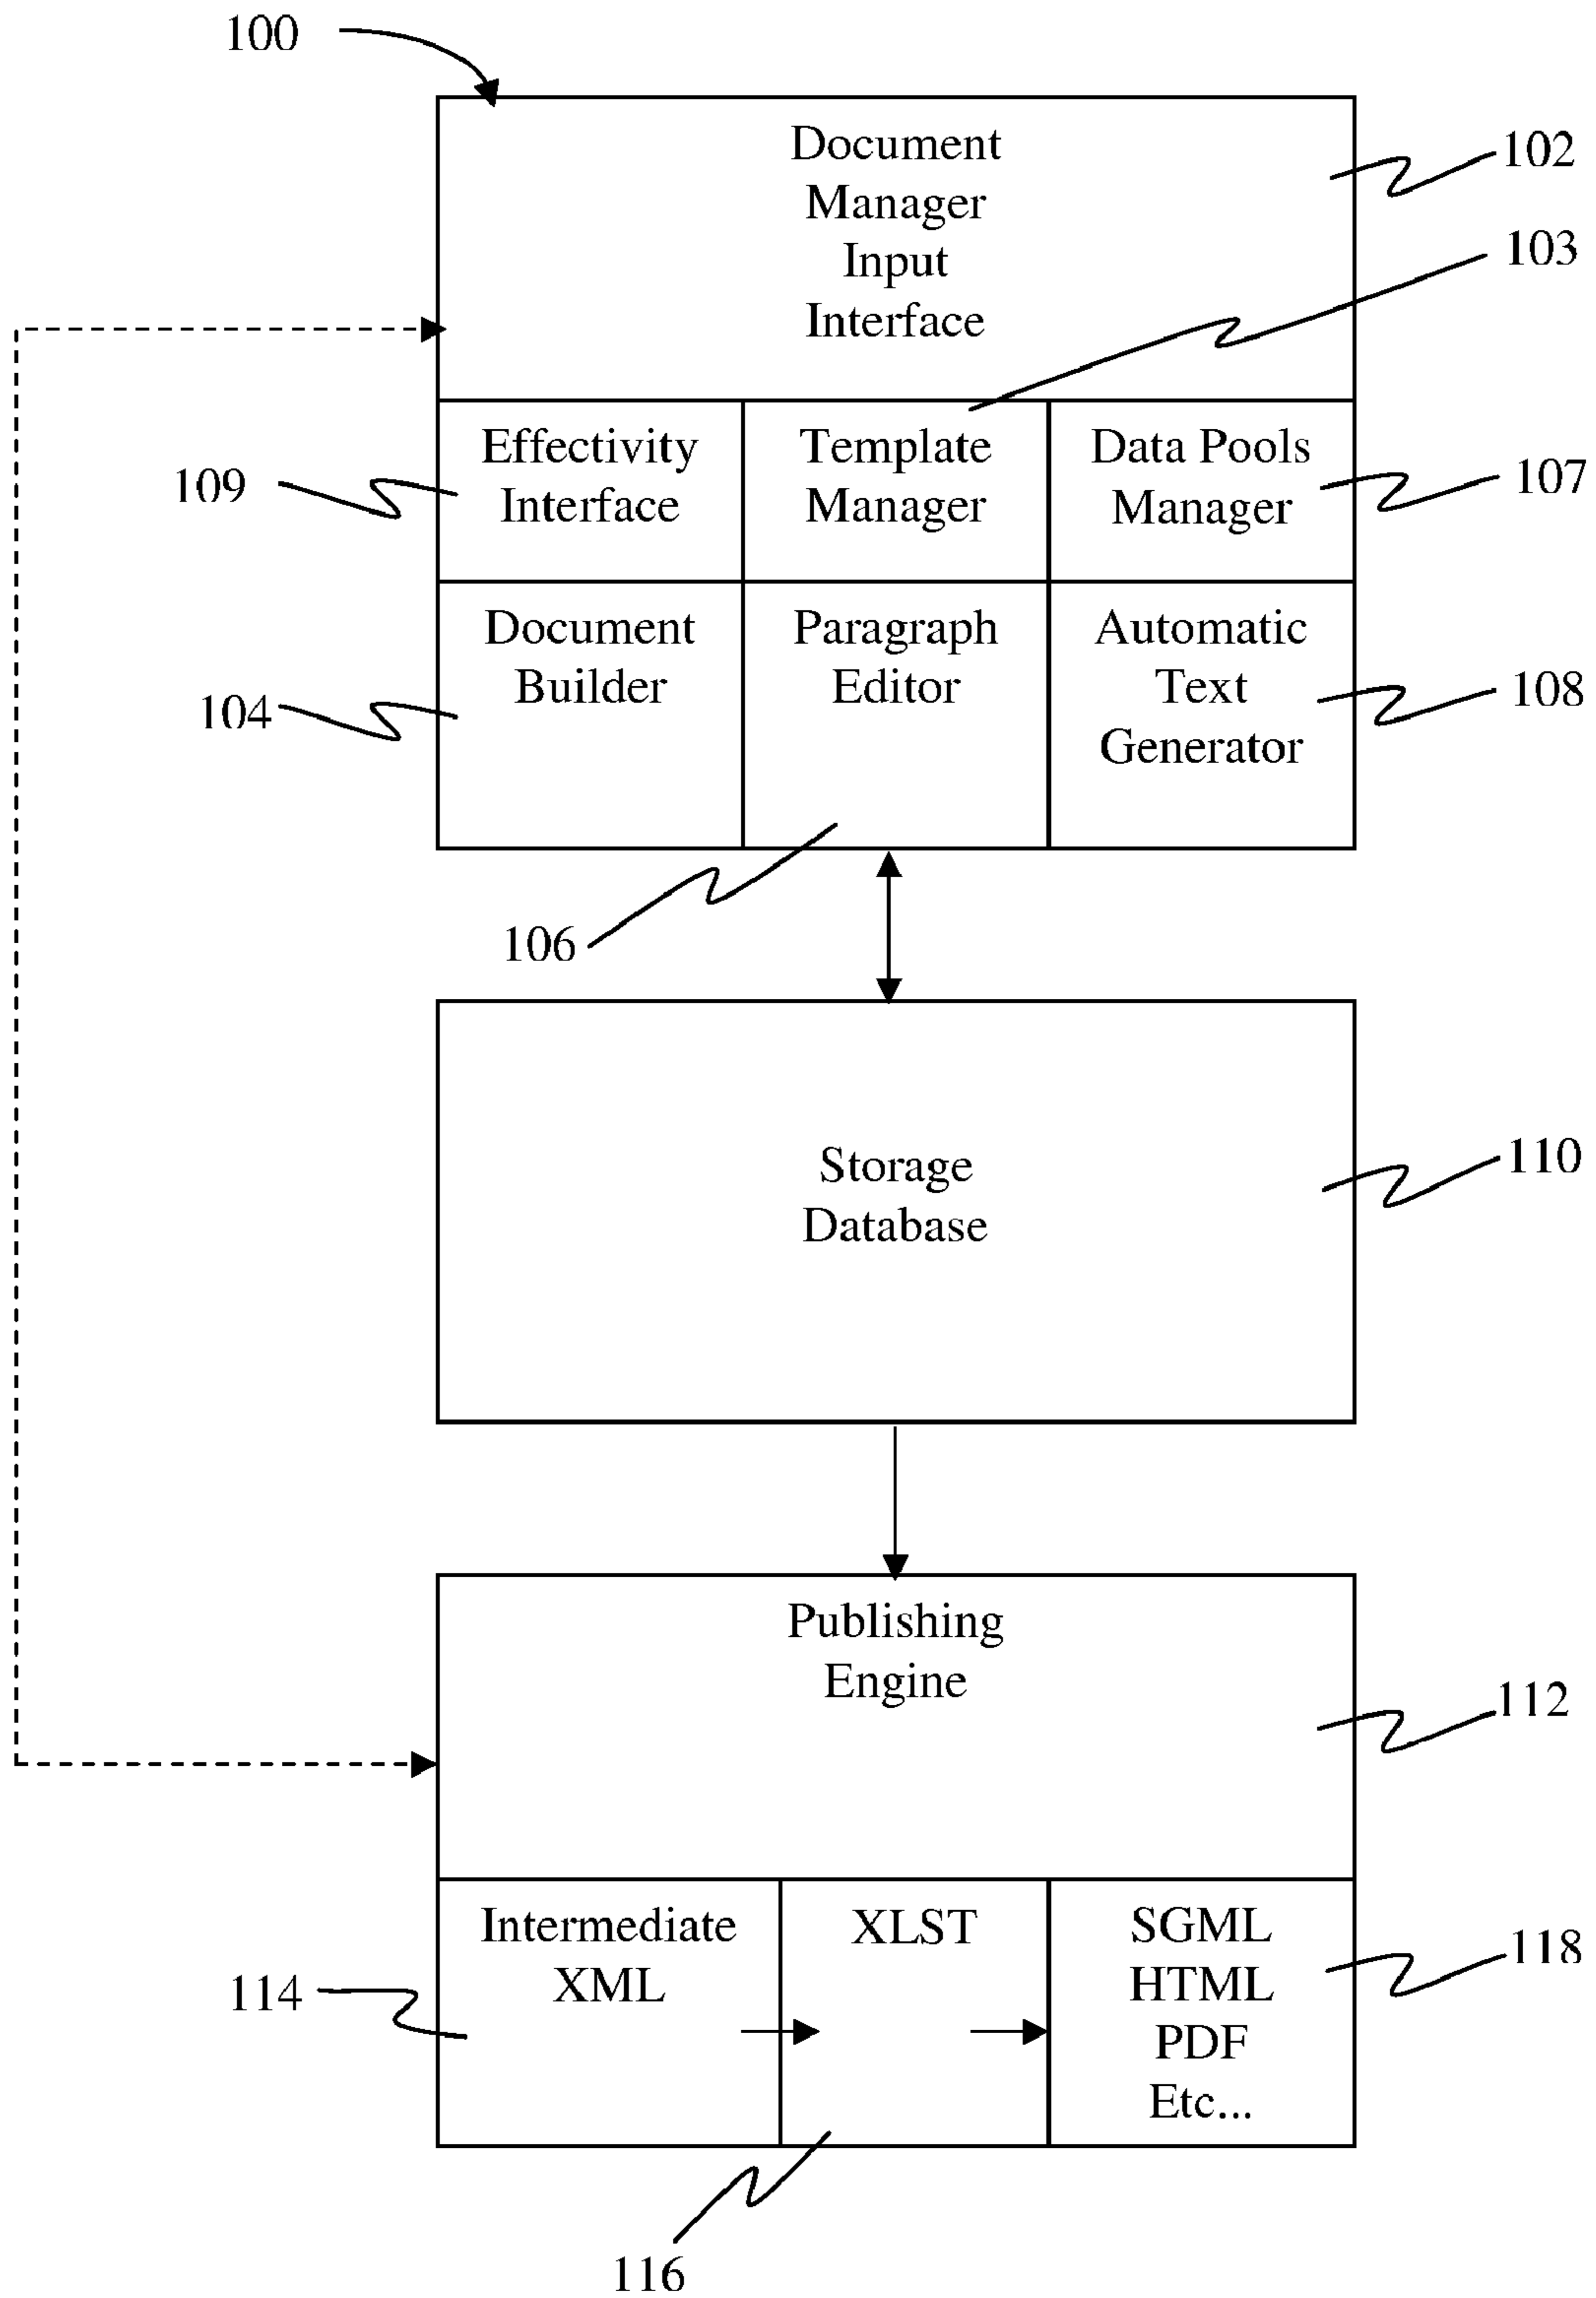 100
Document
Manager
Input
Interface
102
103
Effectivity
Interface
Template
Manager
Data Pools
Manager
109
107
Document
Builder
Paragraph
Editor
Automatic
Text
Generator
104
108
106
Storage
Database
110
Publishing
Engine
112
Intermediate
XML
XLST
SGML
HTML
PDF
Etc...
114
118
116